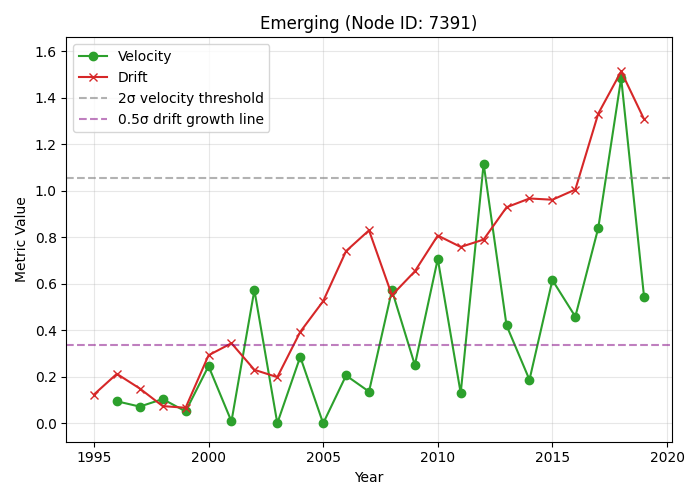 Emerging (Node ID: 7391)
Velocity
Drift
2σ velocity threshold
0.5σ drift growth line
Metric Value
1.6
1.4
1.2
1.0
0.8
0.6
0.4
0.2
0.0
1995 2000 2005 2010 2015 2020
Year